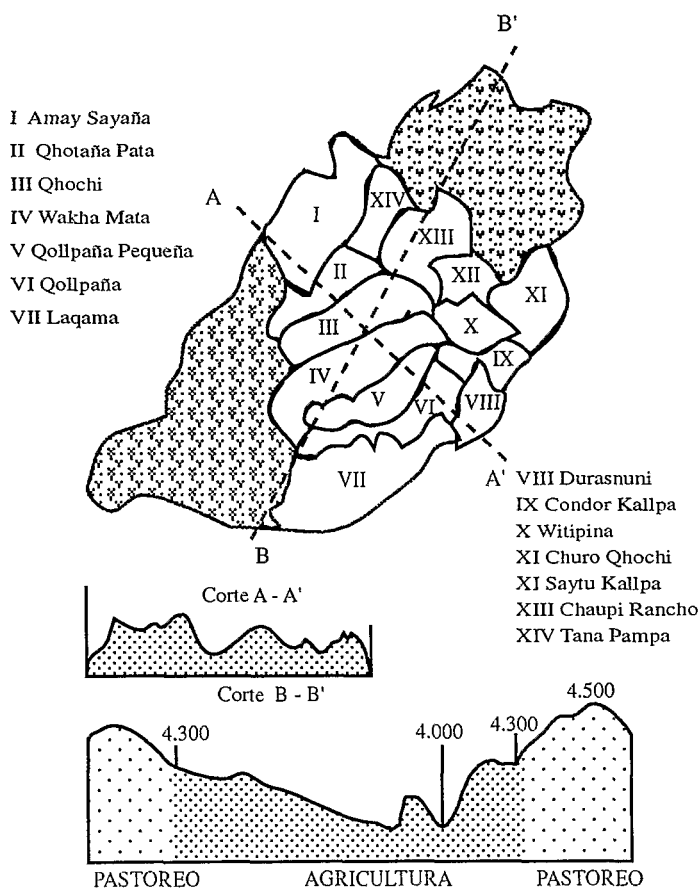 B'
I Amay Sayaña
II Qhotaña Pata
III Qhochi
IV Wakha Mata
V Qollpaña Pequeña
VI Qollpaña
VII Laqama
A
I
XIV
XIII
II
XII
XI
III
X
IX
IV
V
VI
VIII
VII
A'
B
VIII Durasnuni
IX Condor Kallpa
X Witipina
XI Churo Qhochi
XI Saytu Kallpa
XIII Chaupi Rancho
XIV Tana Pampa
Corte A - A'
Corte B - B'
4.300
4.000
4.300
4.500
PASTOREO
AGRICULTURA
PASTOREO